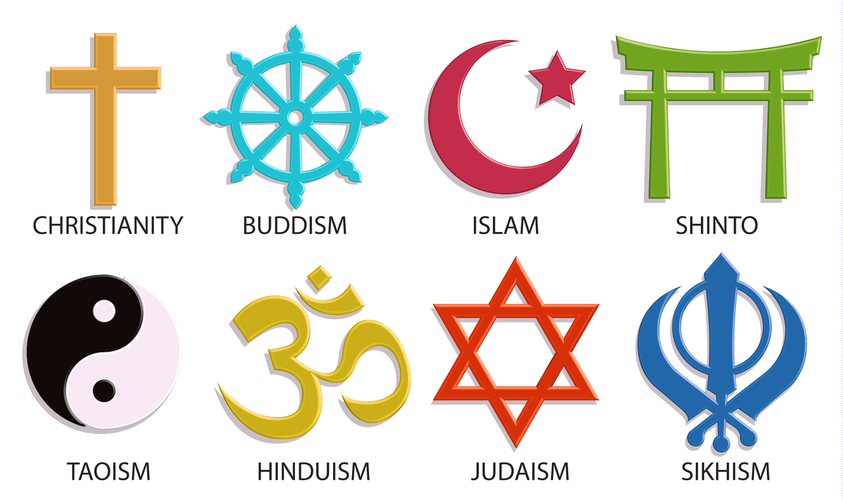 CHRISTIANITY BUDDISM ISLAM SHINTO
TAOISM HINDUISM JUDAISM SIKHISM